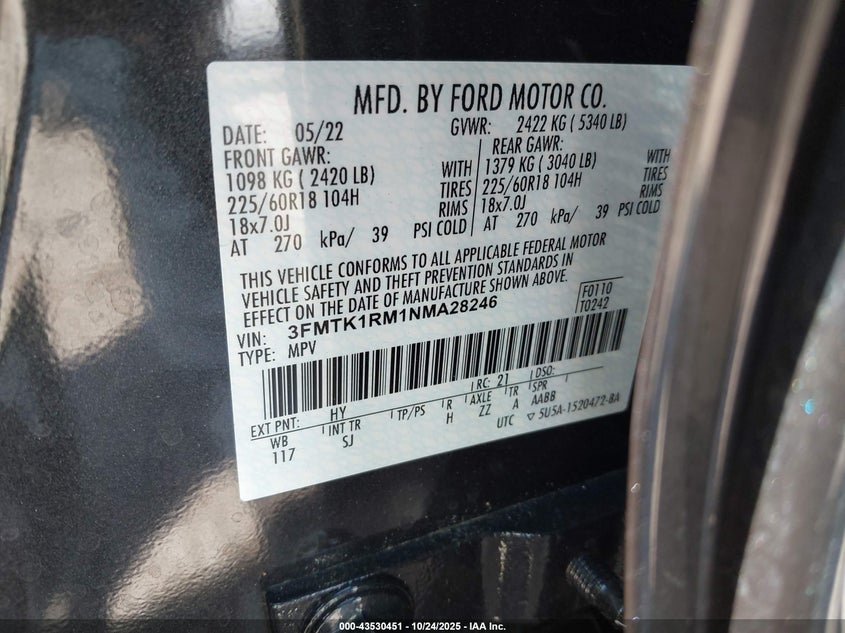 MFD. BY FORD MOTOR CO.
DATE: 05/22 GVWR: 2422 KG ( 5340 LB)
FRONT GAWR: REAR GAWR:
1098 KG ( 2420 LB) WITH 1379 KG ( 3040 LB) WITH
225/60R18 104H TIRES 225/60R18 104H TIRES
18x7.0J RIMS 18x7.0J RIMS
AT 270 kPa/ 39 PSI COLD AT 270 kPa/ 39 PSI COLD
THIS VEHICLE CONFORMS TO ALL APPLICABLE FEDERAL MOTOR
VEHICLE SAFETY AND THEFT PREVENTION STANDARDS IN
EFFECT ON THE DATE OF MANUFACTURE SHOWN ABOVE.
VIN: 3FMTK1RM1NMA28246 F0110
TYPE: MPV T0242
RC: 21 DSO:
EXT PNT: HY
WB INT TR TP/PS R AXLE TR SPR
117 SJ H ZZ A AABB
UTC ▽ 5U5A-1520472-BA
000-43530451 - 10/24/2025 - IAA Inc.